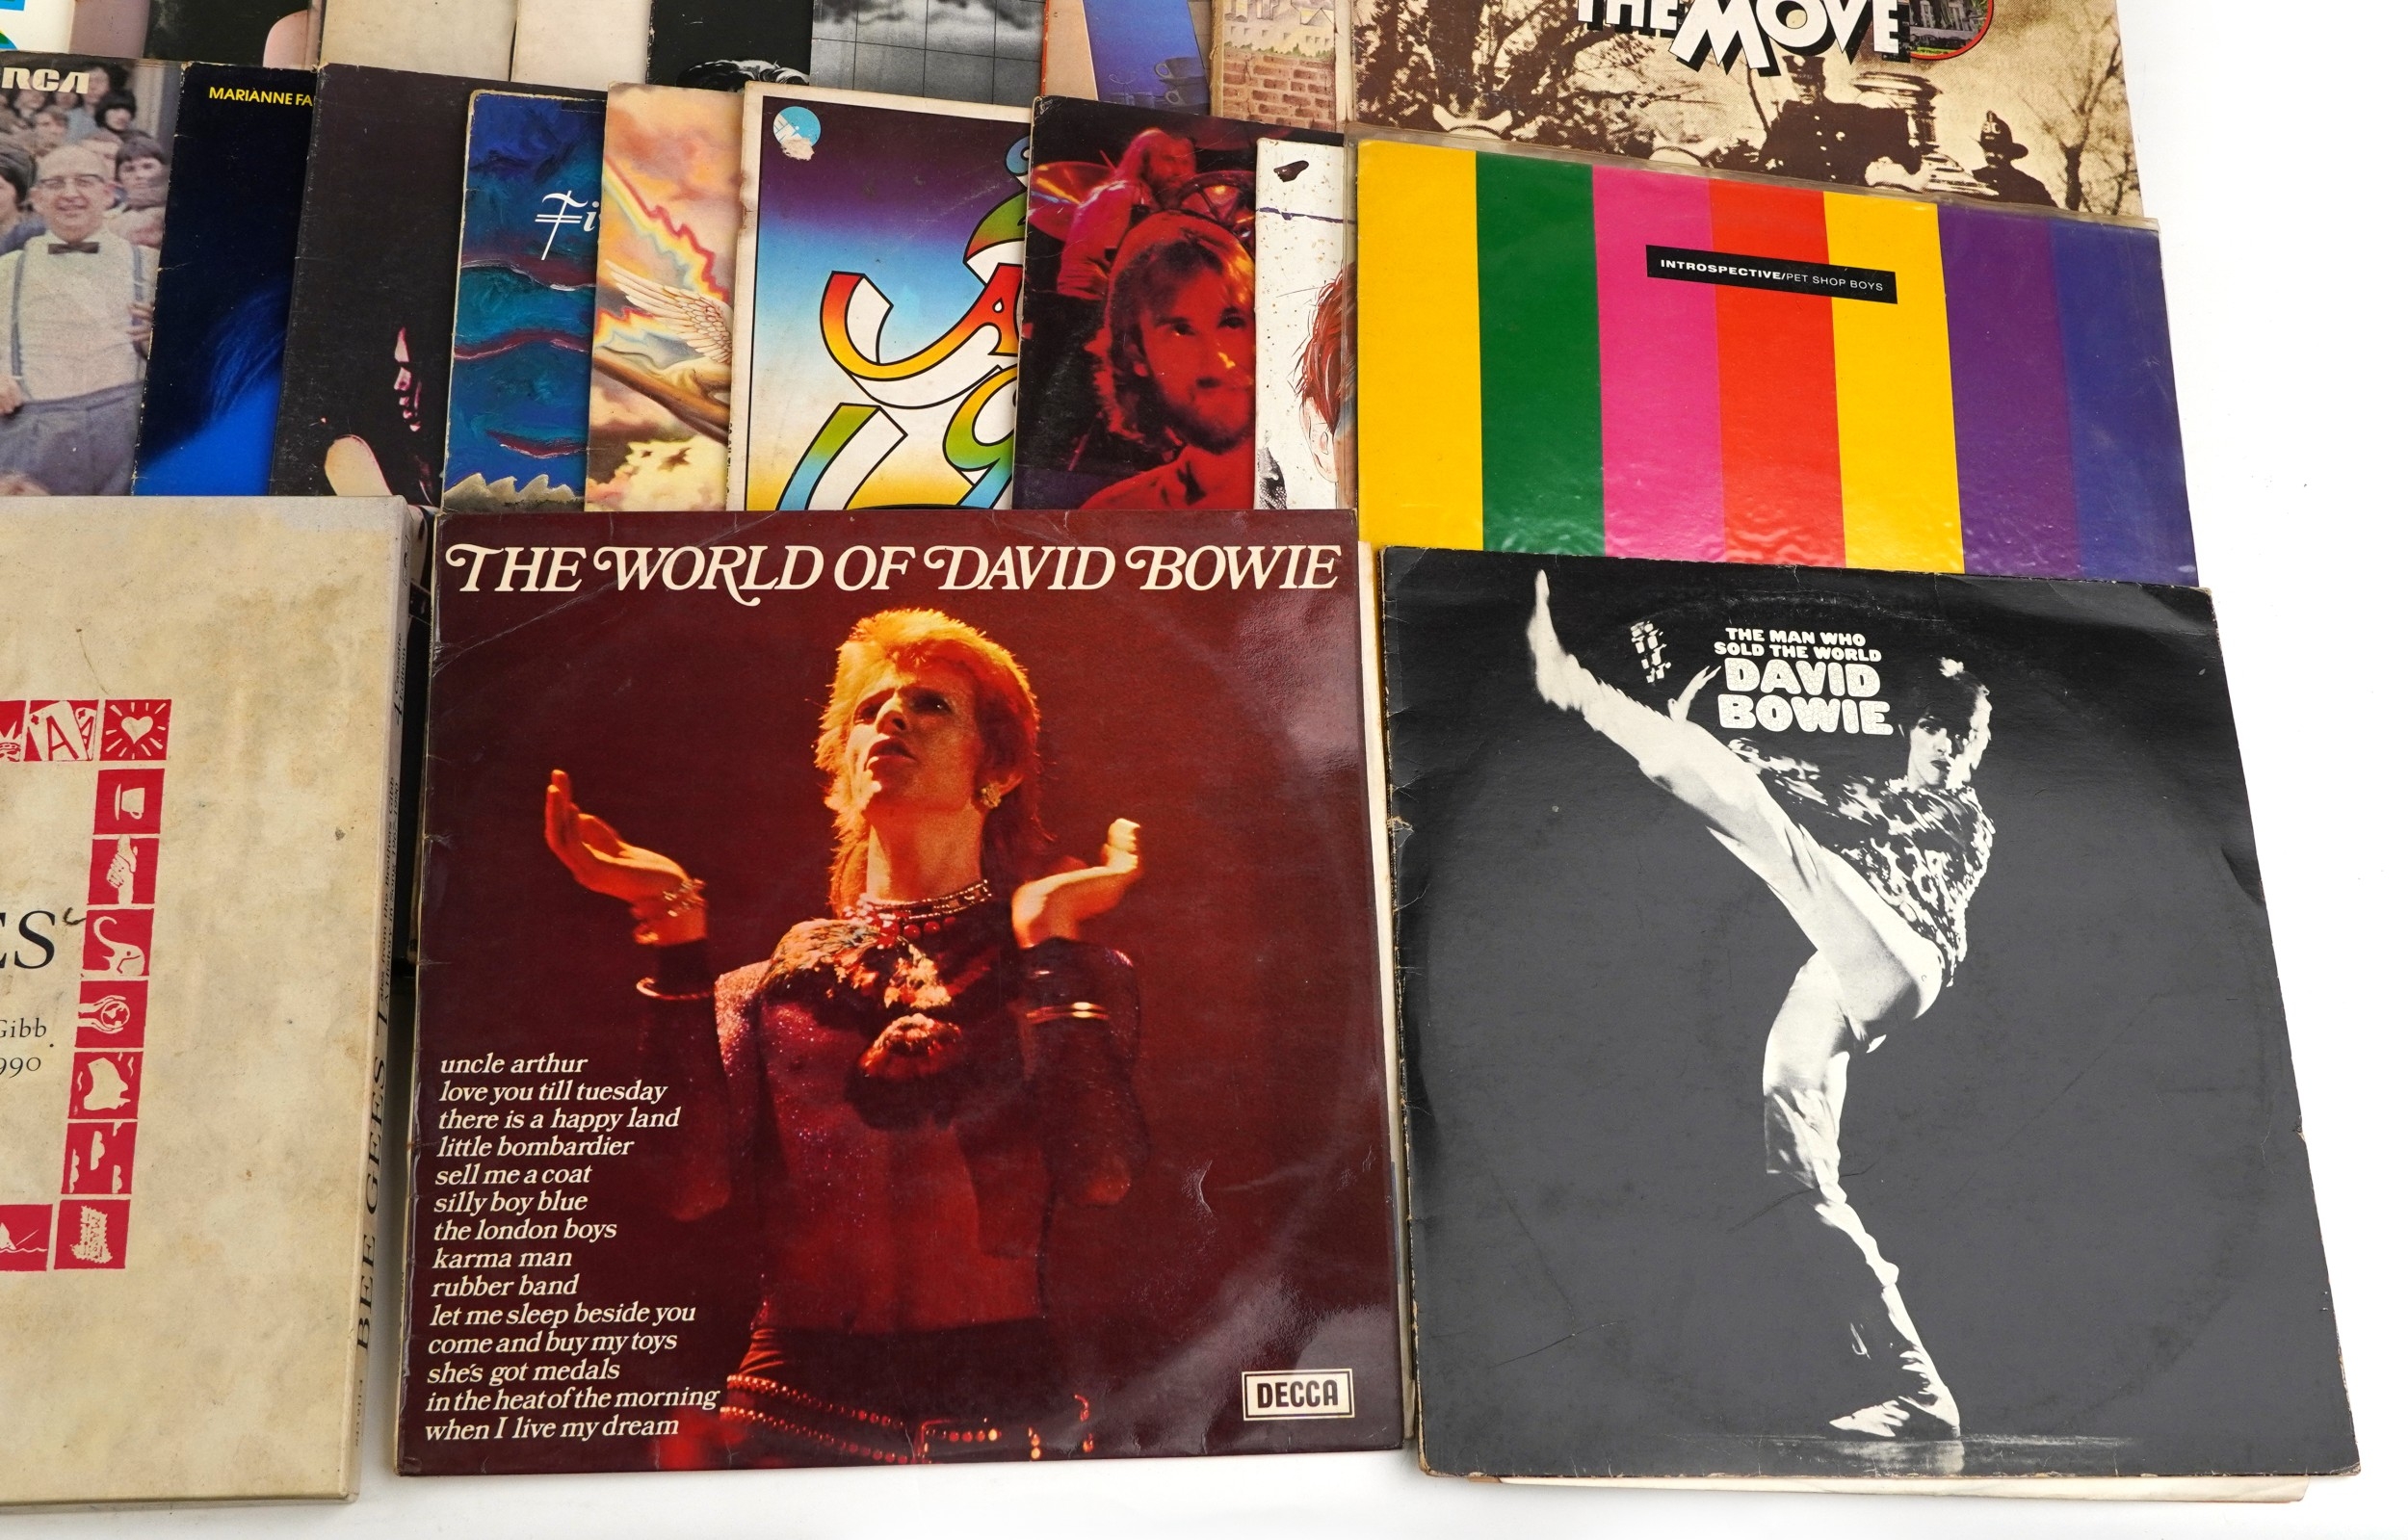 THE MOVE
RCA
MARIANNE FA
Fi
INTROSPECTIVE/PET SHOP BOYS
THE WORLD OF DAVID BOWIE
uncle arthur
love you till tuesday
there is a happy land
little bombardier
sell me a coat
silly boy blue
the london boys
karma man
rubber band
let me sleep beside you
come and buy my toys
she's got medals
in the heat of the morning
when I live my dream
DECCA
THE MAN WHO
SOLD THE WORLD
DAVID
BOWIE
A
ES
Gibb
990
BEE GEES